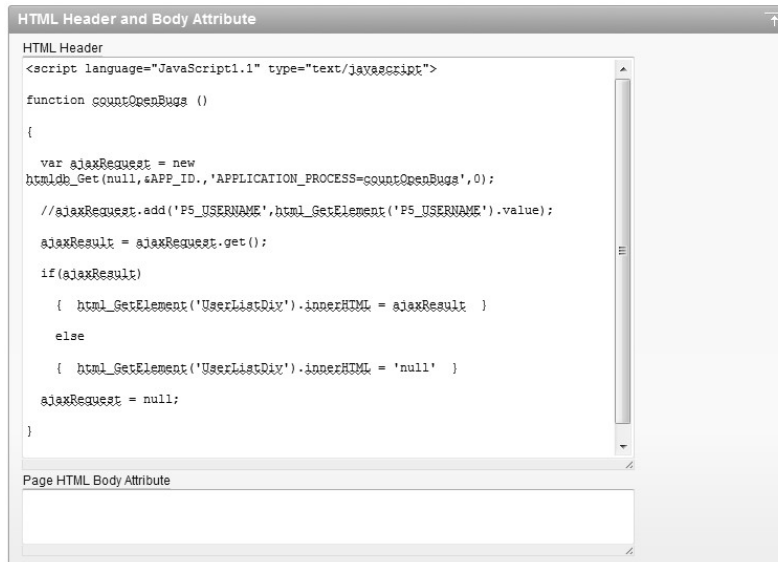 HTML Header and Body Attribute
HTML Header
<script language="JavaScript1.1" type="text/javascript">
function countOpenBugs ()
{
var ajaxRequest = new
htmldb_Get(null,&APP_ID.,'APPLICATION_PROCESS=countOpenBugs',0);
//ajaxRequest.add('P5_USERNAME',html_GetElement('P5_USERNAME').value);
ajaxResult = ajaxRequest.get();
if(ajaxResult)
{  html_GetElement('UserListDiv').innerHTML = ajaxResult  }
else
{  html_GetElement('UserListDiv').innerHTML = 'null'  }
ajaxRequest = null;
}
Page HTML Body Attribute